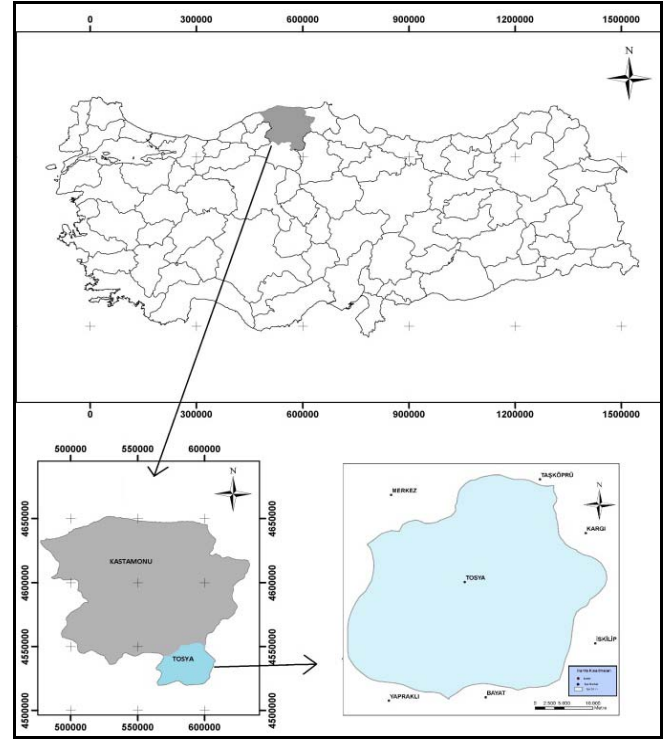 0 300000 600000 900000 1200000 1500000
N
0 300000 600000 900000 1200000 1500000
500000 550000 600000
N
4650000 4650000
4600000 4600000
4550000 4550000
4500000 4500000
KASTAMONU
TOSYA
500000 550000 600000
TAŞKÖPRÜ
MERKEZ
N
KARGI
TOSYA
İSKİLİP
YAPRAKLI
BAYAT